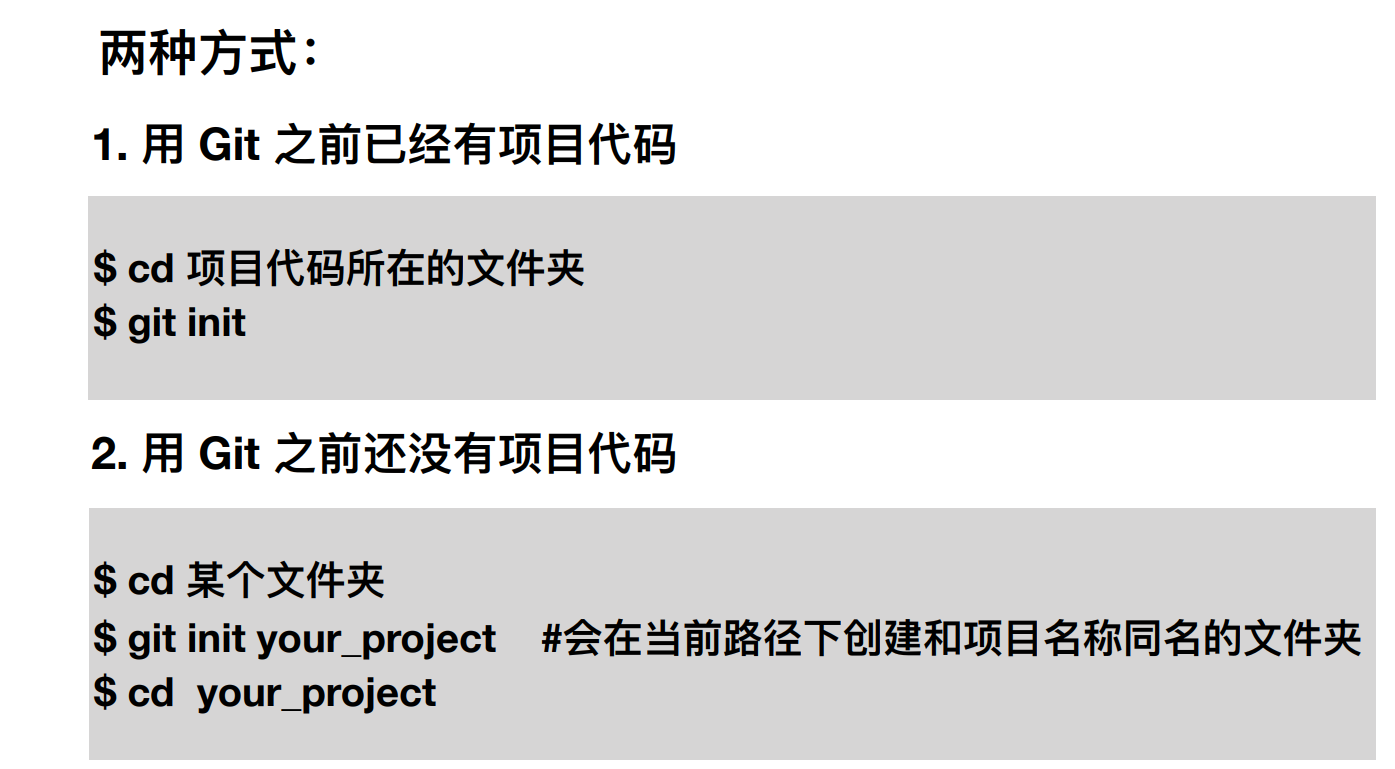 两种方式：
1. 用 Git 之前已经有项目代码
$ cd 项目代码所在的文件夹
$ git init
2. 用 Git 之前还没有项目代码
$ cd 某个文件夹
$ git init your_project #会在当前路径下创建和项目名称同名的文件夹
$ cd your_project